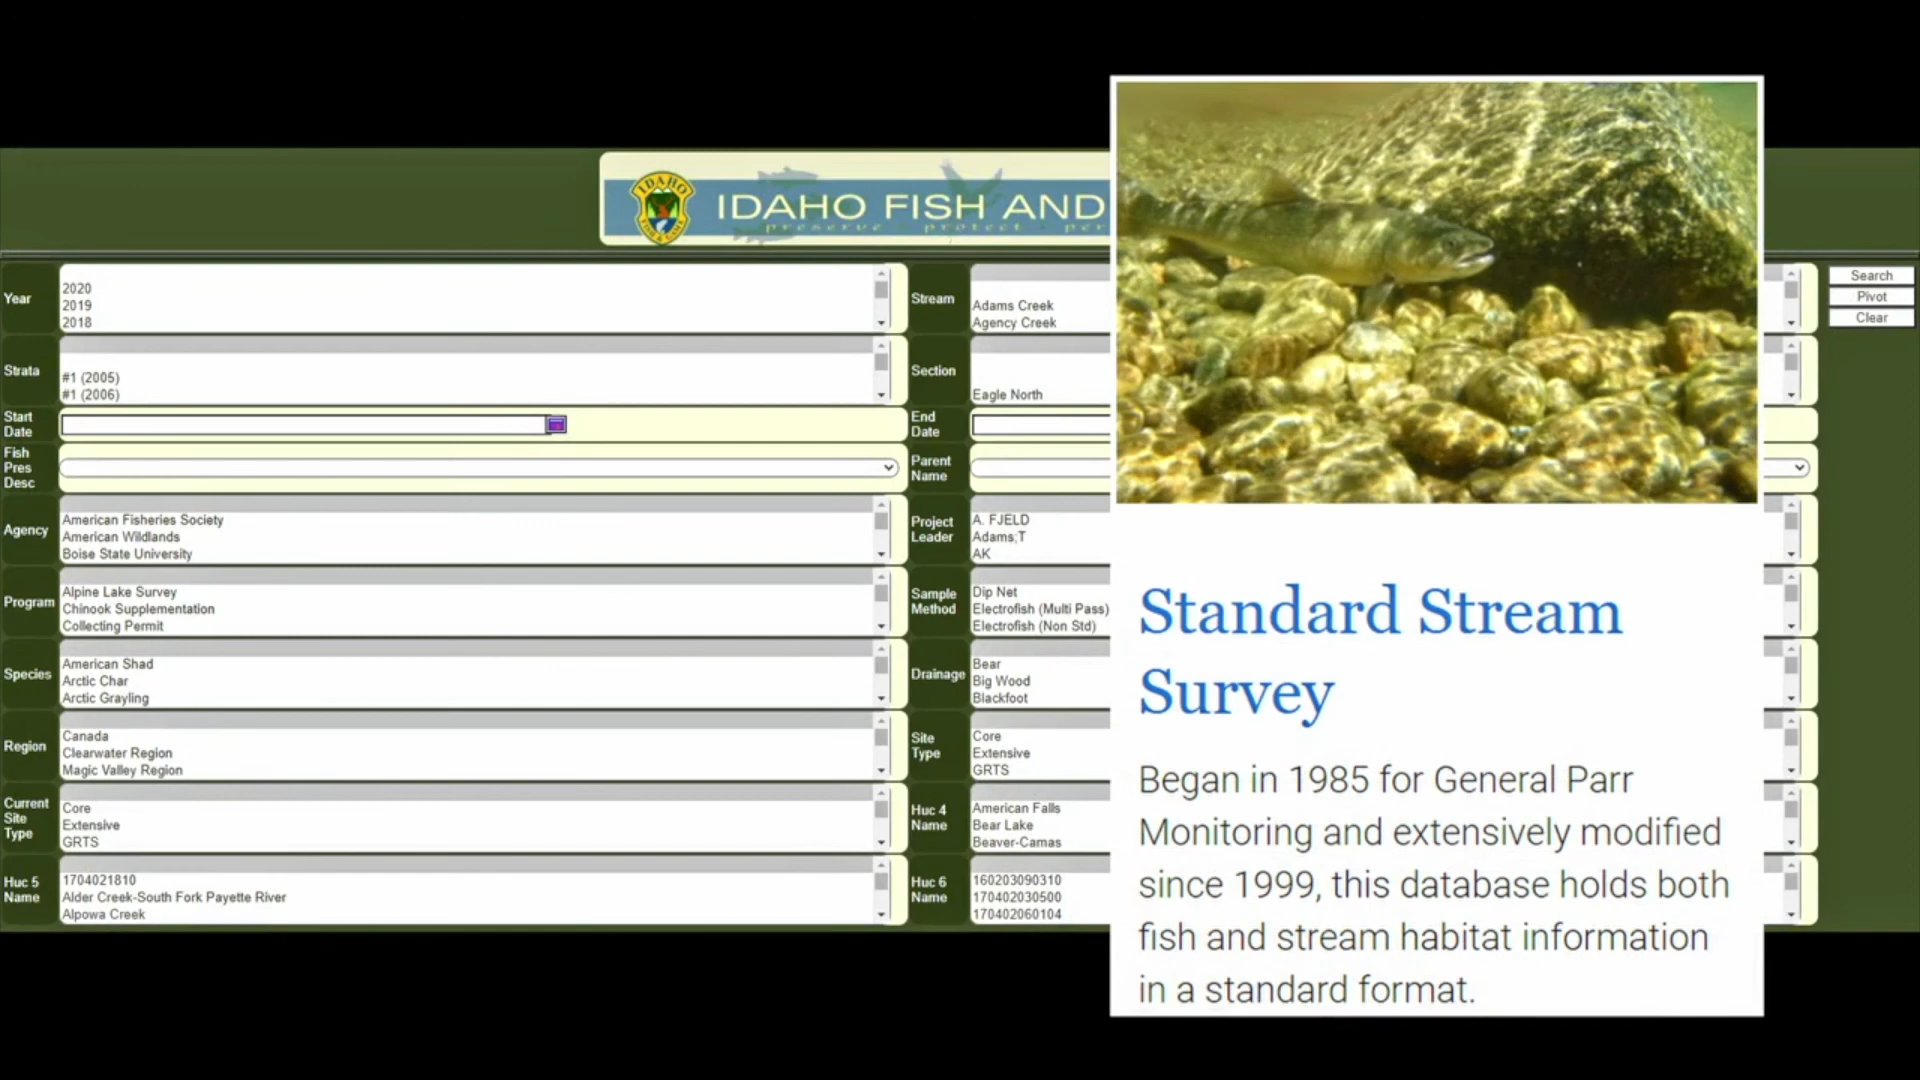 IDAHO
FISH & GAME
IDAHO FISH AND
preserve · protect · per
Year
2020
2019
2018
Stream
Adams Creek
Agency Creek
Search
Pivot
Clear
Strata
#1 (2005)
#1 (2006)
Section
Eagle North
Start
Date
End
Date
Fish
Pres
Desc
Parent
Name
Agency
American Fisheries Society
American Wildlands
Boise State University
Project
Leader
A. FJELD
Adams;T
AK
Program
Alpine Lake Survey
Chinook Supplementation
Collecting Permit
Sample
Method
Dip Net
Electrofish (Multi Pass)
Electrofish (Non Std)
Species
American Shad
Arctic Char
Arctic Grayling
Drainage
Bear
Big Wood
Blackfoot
Region
Canada
Clearwater Region
Magic Valley Region
Site
Type
Core
Extensive
GRTS
Current
Site
Type
Core
Extensive
GRTS
Huc 4
Name
American Falls
Bear Lake
Beaver-Camas
Huc 5
Name
1704021810
Alder Creek-South Fork Payette River
Alpowa Creek
Huc 6
Name
160203090310
170402030500
170402060104
Standard Stream
Survey
Began in 1985 for General Parr
Monitoring and extensively modified
since 1999, this database holds both
fish and stream habitat information
in a standard format.